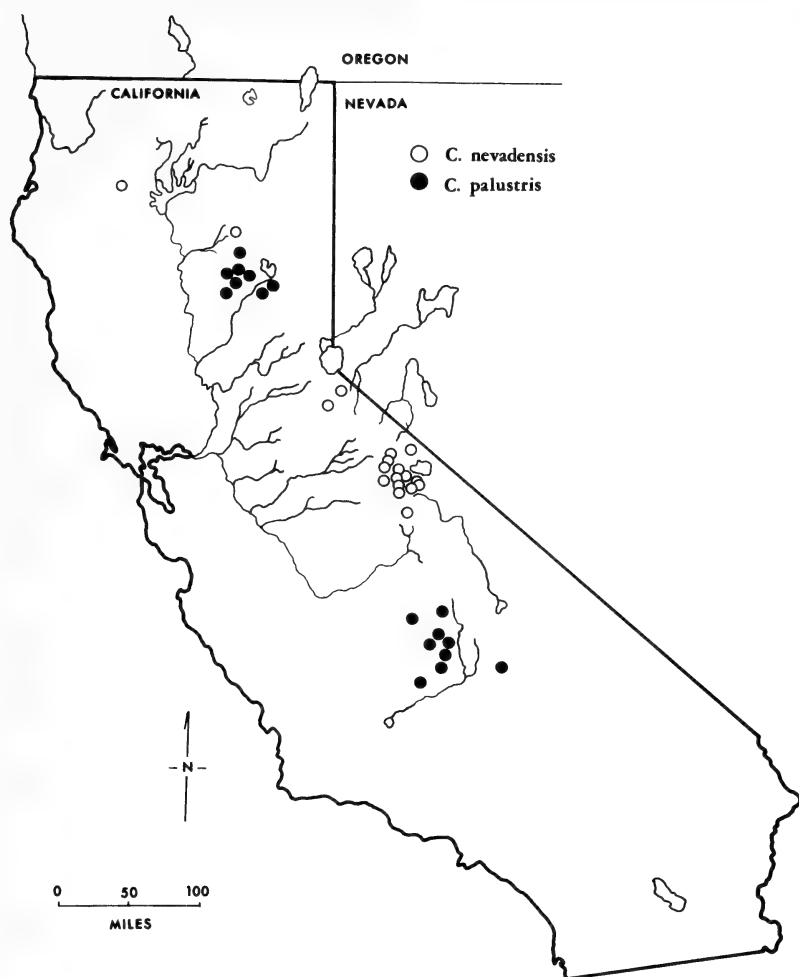 OREGON
CALIFORNIA
NEVADA
C. nevadensis
C. palustris
-N-
0 50 100
MILES